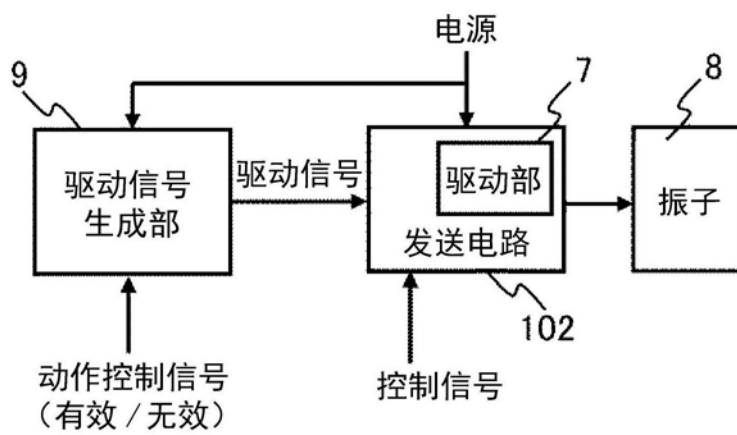 电源
9
7
8
驱动信号
生成部
驱动信号
驱动部
发送电路
振子
102
动作控制信号
(有效/无效)
控制信号